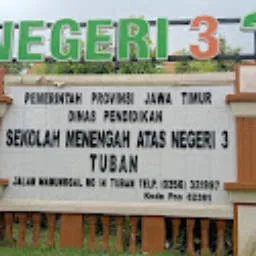 NEGERI 3
PEMERINTAH PROVINSI JAWA TIMUR
DINAS PENDIDIKAN
SEKOLAH MENENGAH ATAS NEGERI 3
TUBAN
JALAN MANUNGGAL NO 14 TUBAN TELP. (0356) 321997
Kode Pos 62381